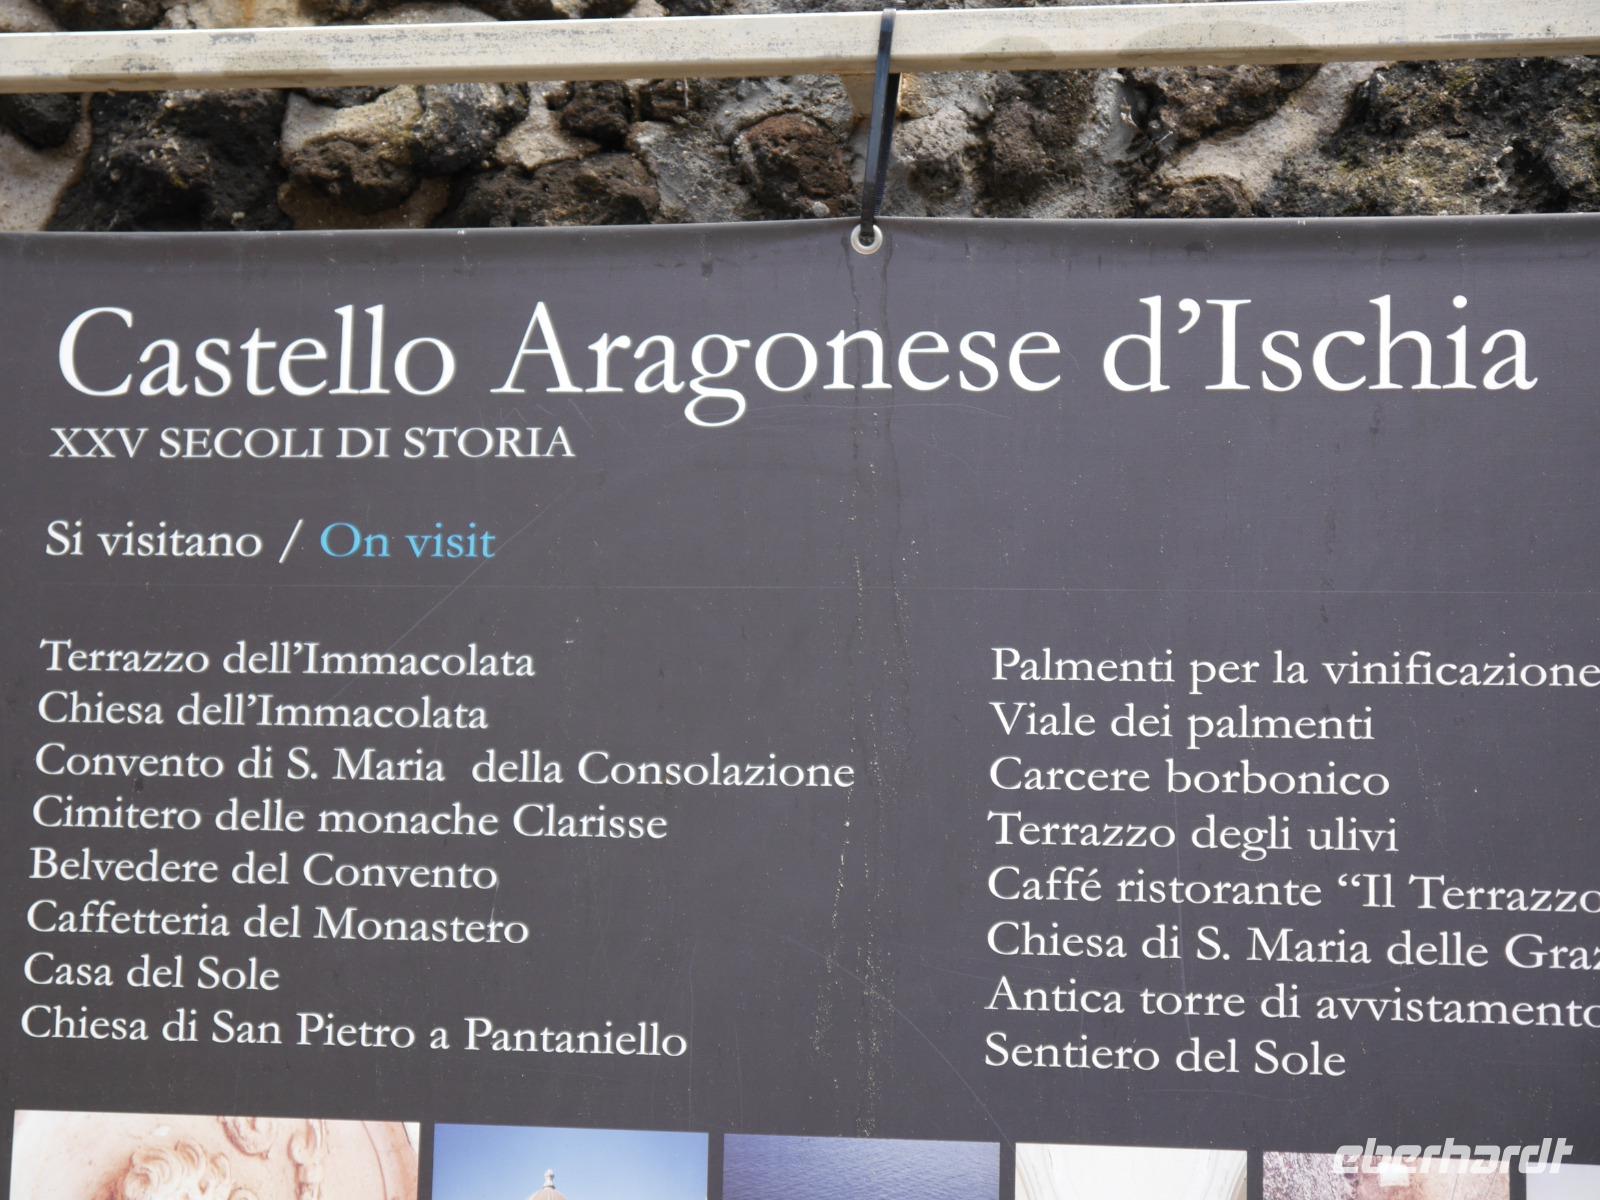 Castello Aragonese d'Ischia
XXV SECOLI DI STORIA
Si visitano / On visit
Terrazzo dell'Immacolata
Chiesa dell'Immacolata
Convento di S. Maria della Consolazione
Cimitero delle monache Clarisse
Belvedere del Convento
Caffetteria del Monastero
Casa del Sole
Chiesa di San Pietro a Pantaniello
Palmenti per la vinificazione
Viale dei palmenti
Carcere borbonico
Terrazzo degli ulivi
Caffé ristorante “Il Terrazzo
Chiesa di S. Maria delle Graz
Antica torre di avvistamento
Sentiero del Sole
eberhardt